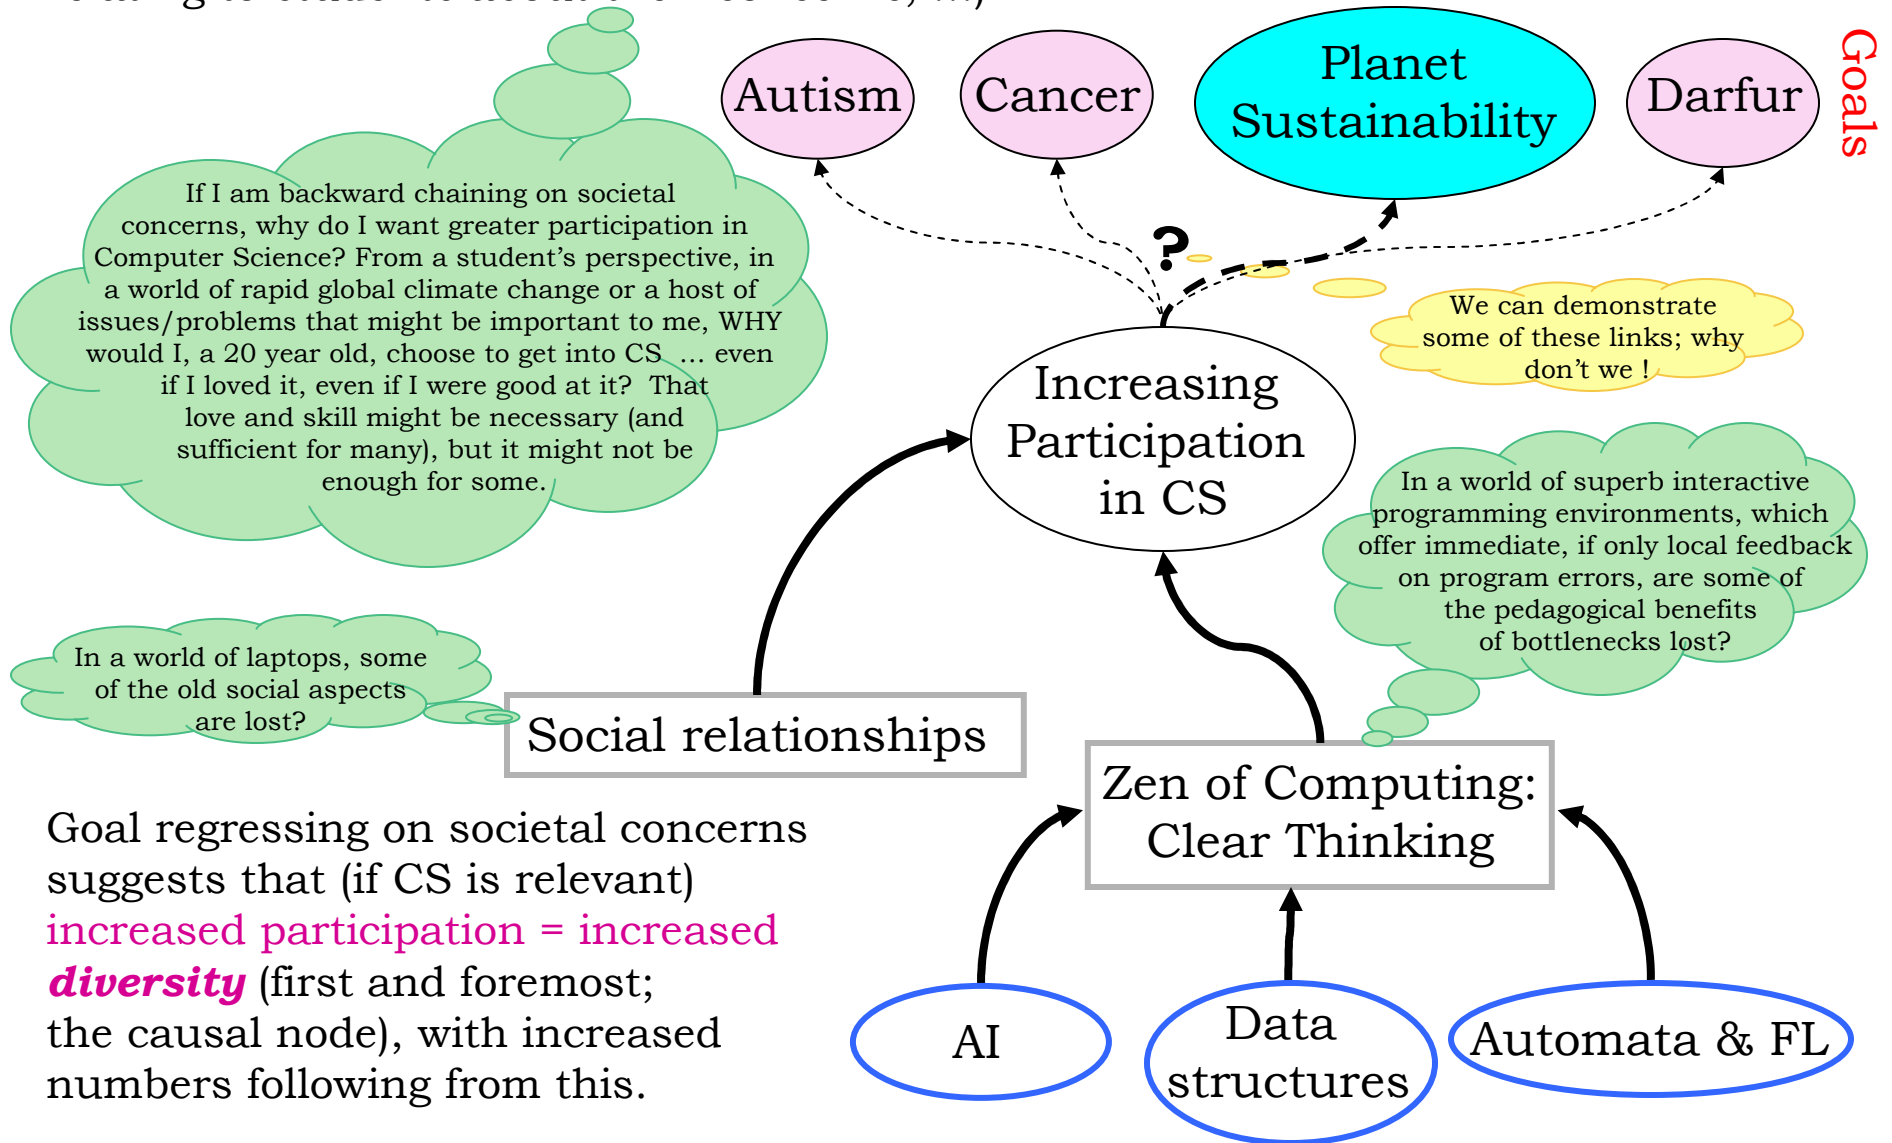 Autism
Cancer
Planet
Sustainability
Darfur
Goals
If I am backward chaining on societal
concerns, why do I want greater participation in
Computer Science? From a student’s perspective, in
a world of rapid global climate change or a host of
issues/problems that might be important to me, WHY
would I, a 20 year old, choose to get into CS … even
if I loved it, even if I were good at it?  That
love and skill might be necessary (and
sufficient for many), but it might not be
enough for some.
?
We can demonstrate
some of these links; why
don’t we !
Increasing
Participation
in CS
In a world of superb interactive
programming environments, which
offer immediate, if only local feedback
on program errors, are some of
the pedagogical benefits
of bottlenecks lost?
In a world of laptops, some
of the old social aspects
are lost?
Social relationships
Zen of Computing:
Clear Thinking
Goal regressing on societal concerns
suggests that (if CS is relevant)
increased participation = increased
diversity (first and foremost;
the causal node), with increased
numbers following from this.
AI
Data
structures
Automata & FL